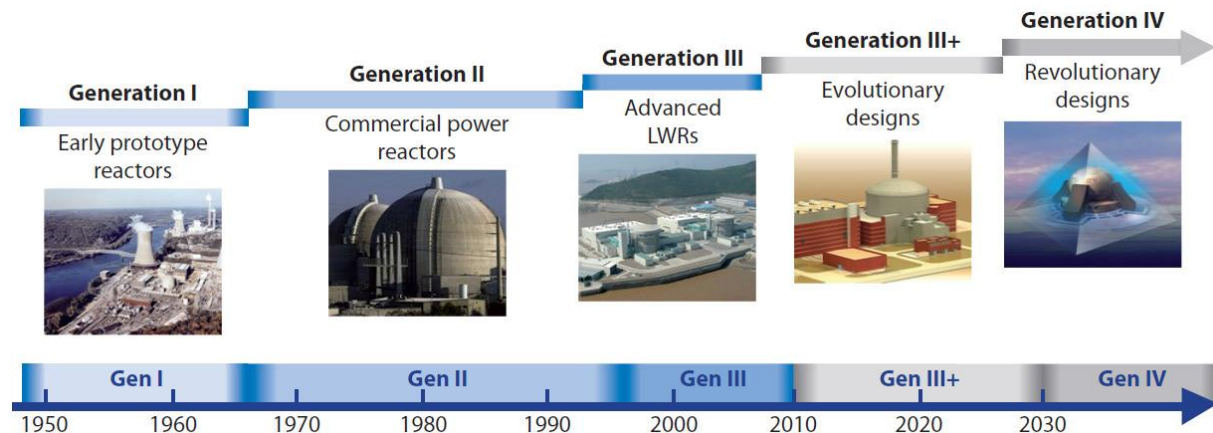 Generation I
Early prototype
reactors
Generation II
Commercial power
reactors
Generation III
Advanced
LWRs
Generation III+
Evolutionary
designs
Generation IV
Revolutionary
designs
Gen I Gen II Gen III Gen III+ Gen IV
1950 1960 1970 1980 1990 2000 2010 2020 2030